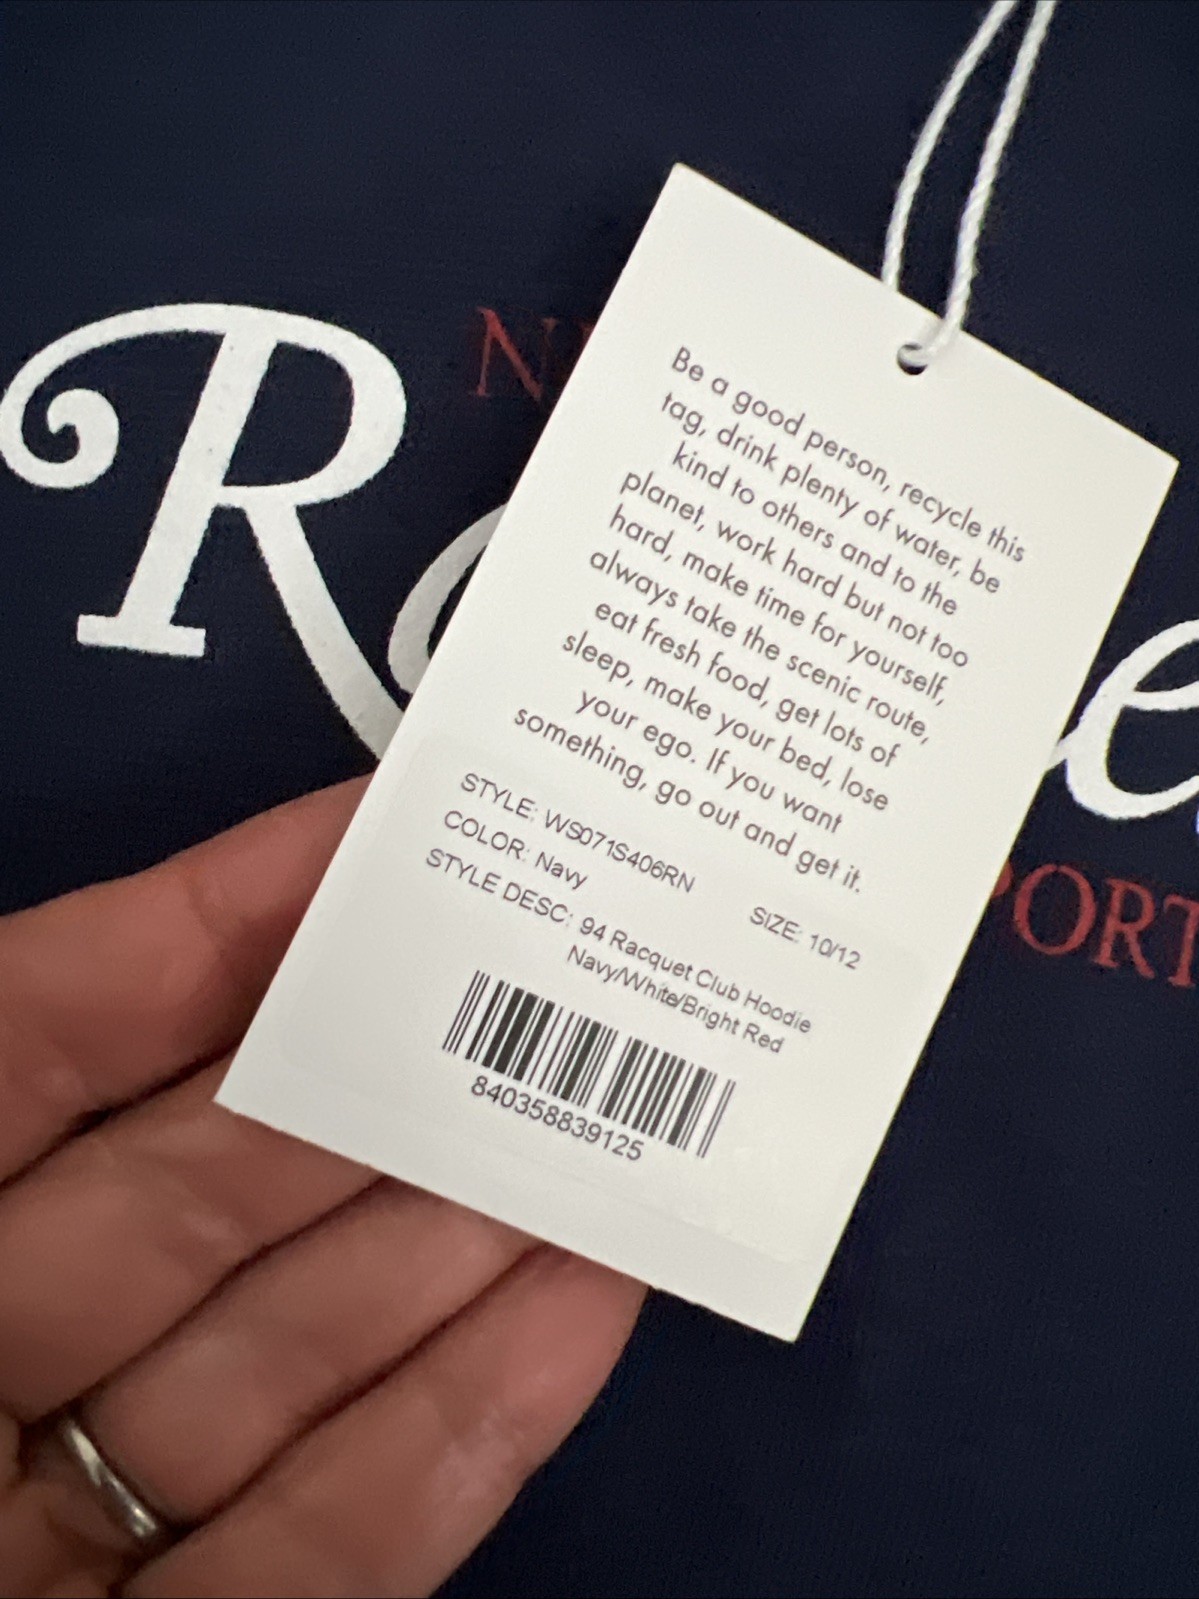 Be a good person, recycle this
tag, drink plenty of water, be
kind to others and to the
planet, work hard but not too
hard, make time for yourself,
always take the scenic route,
eat fresh food, get lots of
sleep, make your bed, lose
your ego. If you want
something, go out and get it.
STYLE: WS071S406RN
COLOR: Navy SIZE: 10/12
STYLE DESC: 94 Racquet Club Hoodie
Navy/White/Bright Red
840358839125